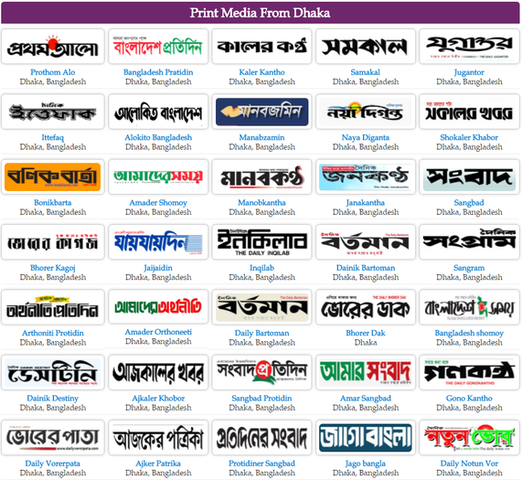 Print Media From Dhaka
প্রথম আলো
বাংলাদেশ প্রতিদিন
কালের কণ্ঠ
সমকাল
যুগান্তর
Prothom Alo
Bangladesh Pratidin
Kaler Kantho
Samakal
Jugantor
Dhaka, Bangladesh
Dhaka, Bangladesh
Dhaka, Bangladesh
Dhaka, Bangladesh
Dhaka, Bangladesh
দৈনিক
ইত্তেফাক
আলোকিত বাংলাদেশ
মানবজমিন
নয়া দিগন্ত
সকালের খবর
Ittefaq
Alokito Bangladesh
Manabzamin
Naya Diganta
Shokaler Khabor
Dhaka, Bangladesh
Dhaka, Bangladesh
Dhaka, Bangladesh
Dhaka, Bangladesh
Dhaka, Bangladesh
বণিক বার্তা
আমাদের সময়
মানবকণ্ঠ
দৈনিক
জনকণ্ঠ
সংবাদ
Bonikbarta
Amader Shomoy
Manobkantha
Janakantha
Sangbad
Dhaka, Bangladesh
Dhaka, Bangladesh
Dhaka, Bangladesh
Dhaka, Bangladesh
Dhaka, Bangladesh
ভোরের কাগজ
যায়যায়দিন
দৈনিক
ইনকিলাব
THE DAILY INQILAB
দৈনিক
বর্তমান
দৈনিক
সংগ্রাম
Bhorer Kagoj
Jaijaidin
Inqilab
Dainik Bartoman
Sangram
Dhaka, Bangladesh
Dhaka, Bangladesh
Dhaka, Bangladesh
Dhaka, Bangladesh
Dhaka, Bangladesh
অর্থনীতি প্রতিদিন
আমাদের অর্থনীতি
দৈনিক
বর্তমান
ভোরের ডাক
বাংলাদেশ সময়
Arthoniti Protidin
Amader Orthoneeti
Daily Bartoman
Bhorer Dak
Bangladesh shomoy
Dhaka, Bangladesh
Dhaka, Bangladesh
Dhaka, Bangladesh
Dhaka
Dhaka, Bangladesh
ডেসটিনি
আজকালের খবর
সংবাদ প্রতিদিন
আমার সংবাদ
গণকণ্ঠ
THE DAILY GONOKANTHO
Dainik Destiny
Ajkaler Khobor
Sangbad Protidin
Amar Sangbad
Gono Kantho
Dhaka, Bangladesh
Dhaka, Bangladesh
Dhaka, Bangladesh
Dhaka, Bangladesh
Dhaka, Bangladesh
ভোরের পাতা
আজকের পত্রিকা
প্রতিদিনের সংবাদ
জাগো বাংলা
নতুন ভোর
Daily Vorerpata
Ajker Patrika
Protidiner Sangbad
Jago bangla
Daily Notun Vor
Dhaka, Bangladesh
Dhaka, Bangladesh
Dhaka, Bangladesh
Dhaka, Bangladesh
Dhaka, Bangladesh